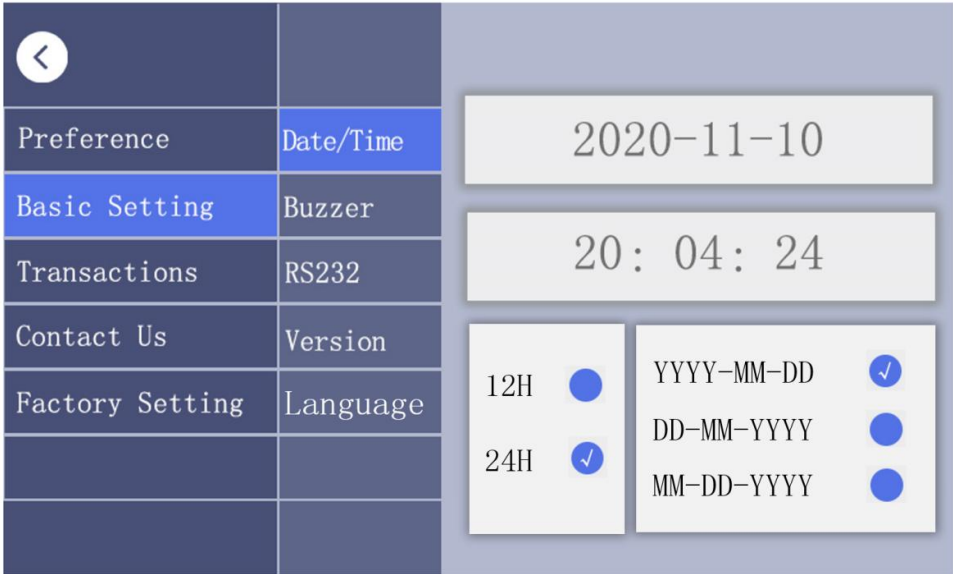 Preference
Basic Setting
Transactions
Contact Us
Factory Setting
Date/Time
Buzzer
RS232
Version
Language
2020-11-10
20: 04: 24
12H
24H
YYYY-MM-DD
DD-MM-YYYY
MM-DD-YYYY